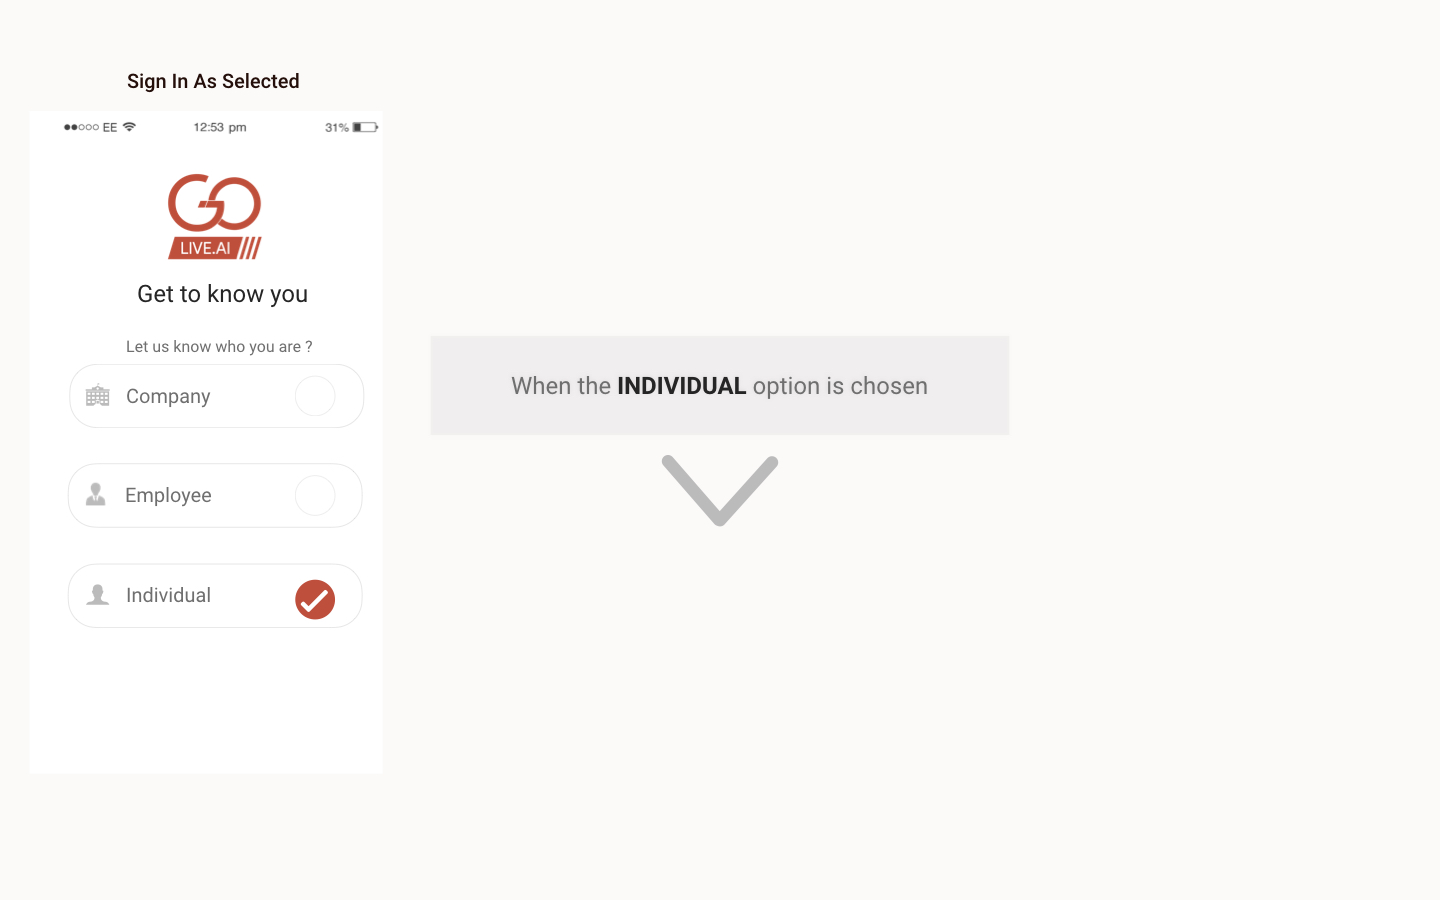 Sign In As Selected
EE 12:53 pm 31%
GO
LIVE.AI
Get to know you
Let us know who you are ?
Company
Employee
Individual
When the INDIVIDUAL option is chosen